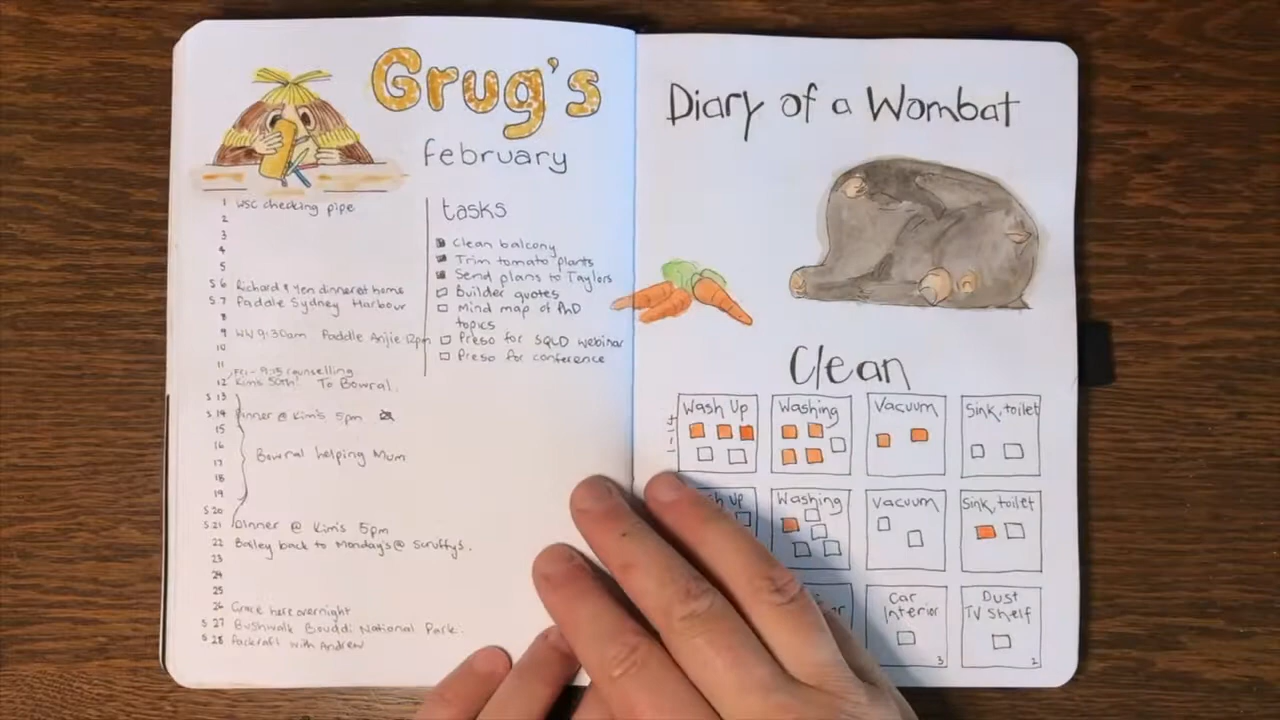 Grug's
february
1 WSC checking pipe
2
3
4
5
S 6 Richard & Yen dinner at home
S 7 Paddle Sydney Harbour
8
9 WW 9:30am Paddle Anjie 12pm
10
11 Fri - 9:15 counselling
12 Kim's 50th! To Bowral.
S 13
S 14 Dinner @ Kim's 5pm
15
16
Bowral helping Mum
17
18
19
S 20
S 21 Dinner @ Kim's 5pm
22 Bailey back to Monday's @ Scruffys.
23
24
25
26 Grace here overnight
S 27 Bushwalk Bouddi National Park.
S 28 Packraft with Andrew
tasks
Clean balcony
Trim tomato plants
Send plans to Taylors
Builder quotes
Mind map of PhD
topics
Preso for SQLD webinar
Preso for conference
Diary of a Wombat
Clean
Wash Up
Washing
Vacuum
Sink, toilet
sh up
Washing
Vacuum
Sink, toilet
Car
Interior
3
Dust
TV Shelf
2